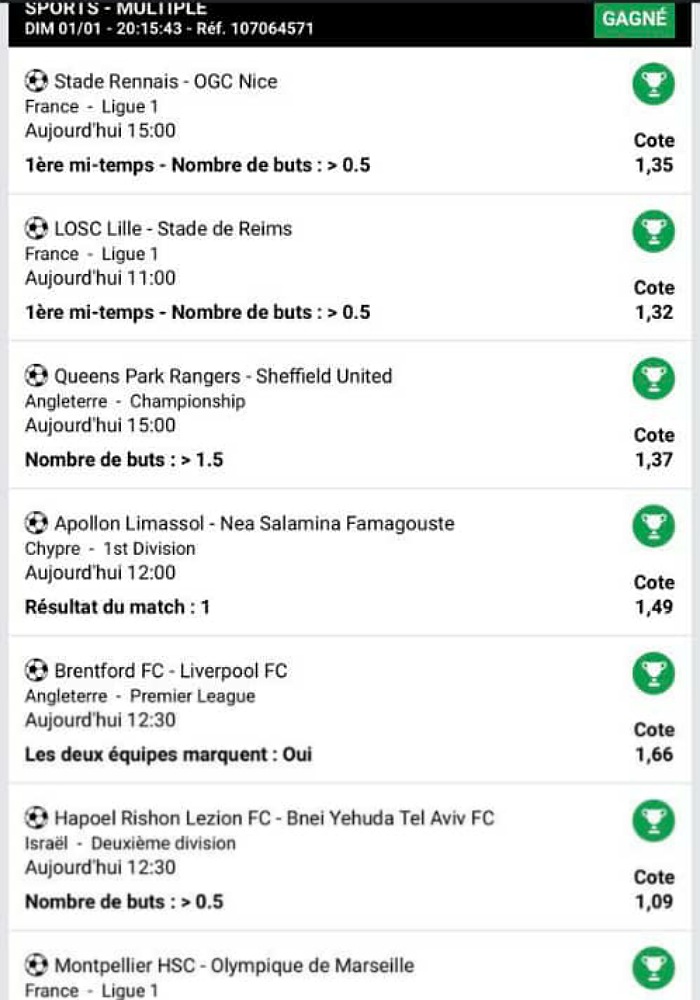 SPORTS - MULTIPLE
GAGNÉ
DIM 01/01 - 20:15:43 - Réf. 107064571
Stade Rennais - OGC Nice
France - Ligue 1
Aujourd'hui 15:00
Cote
1ère mi-temps - Nombre de buts : > 0.5
1,35
LOSC Lille - Stade de Reims
France - Ligue 1
Aujourd'hui 11:00
Cote
1ère mi-temps - Nombre de buts : > 0.5
1,32
Queens Park Rangers - Sheffield United
Angleterre - Championship
Aujourd'hui 15:00
Cote
Nombre de buts : > 1.5
1,37
Apollon Limassol - Nea Salamina Famagouste
Chypre - 1st Division
Aujourd'hui 12:00
Cote
Résultat du match : 1
1,49
Brentford FC - Liverpool FC
Angleterre - Premier League
Aujourd'hui 12:30
Cote
Les deux équipes marquent : Oui
1,66
Hapoel Rishon Lezion FC - Bnei Yehuda Tel Aviv FC
Israël - Deuxième division
Aujourd'hui 12:30
Cote
Nombre de buts : > 0.5
1,09
Montpellier HSC - Olympique de Marseille
France - Ligue 1